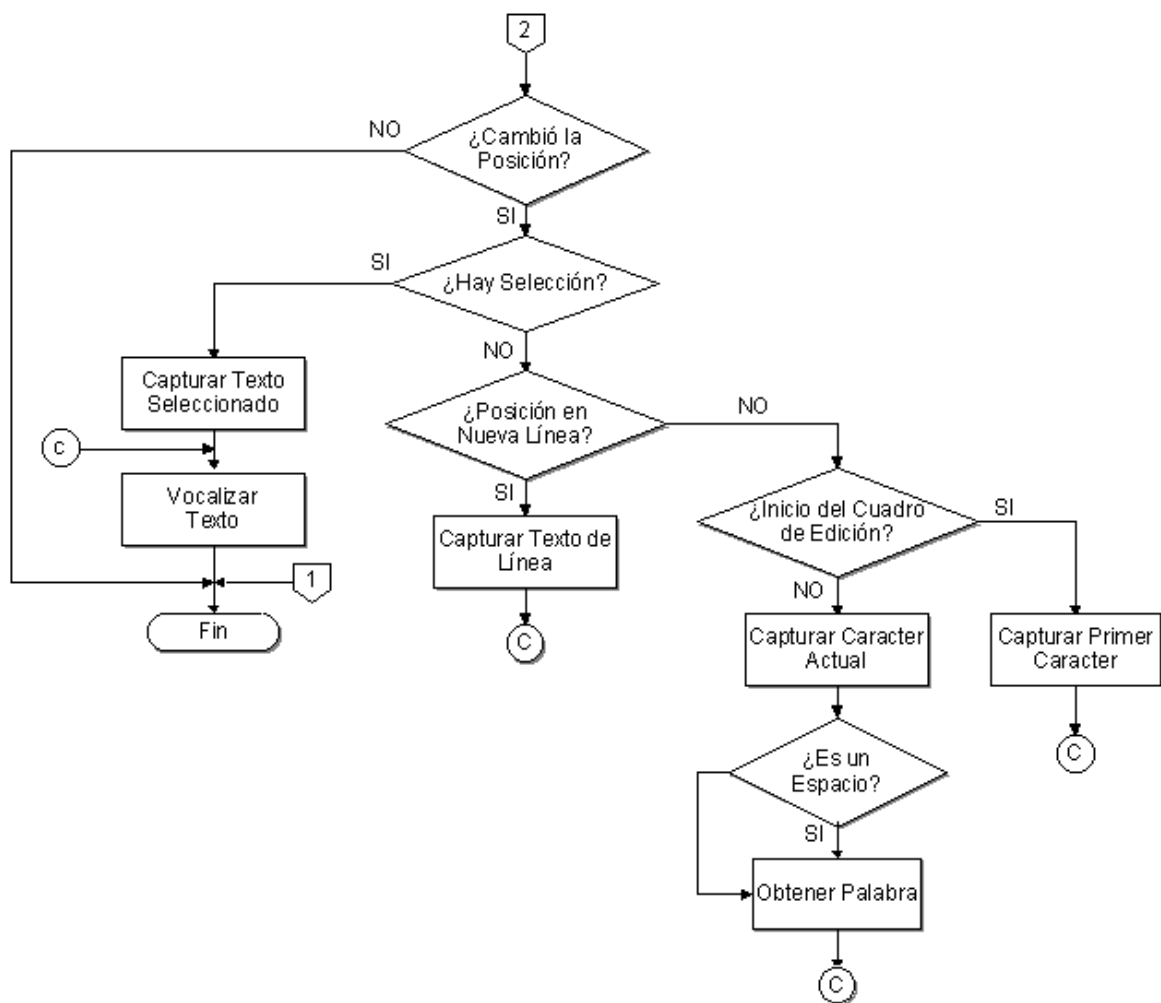 2
NO
¿Cambió la
Posición?
SI
SI
¿Hay Selección?
NO
Capturar Texto
Seleccionado
¿Posición en
Nueva Línea?
NO
c
SI
Vocalizar
Texto
¿Inicio del Cuadro
de Edición?
SI
Capturar Texto de
Línea
1
NO
Fin
C
Capturar Caracter
Actual
Capturar Primer
Caracter
C
¿Es un
Espacio?
SI
Obtener Palabra
C